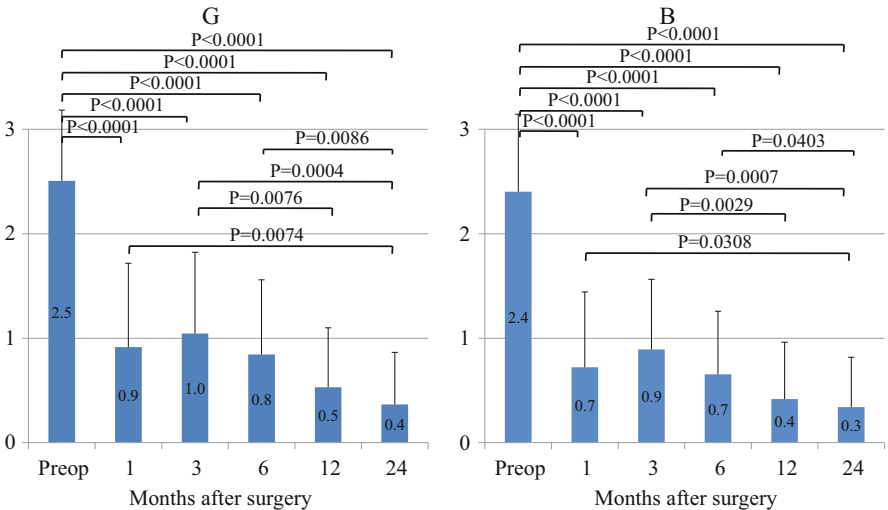 G
P<0.0001
P<0.0001
P<0.0001
P<0.0001
P<0.0001
P=0.0086
P=0.0004
P=0.0076
P=0.0074
3
2
1
0
2.5
0.9
1.0
0.8
0.5
0.4
Preop 1 3 6 12 24
Months after surgery
B
P<0.0001
P<0.0001
P<0.0001
P<0.0001
P<0.0001
P=0.0403
P=0.0007
P=0.0029
P=0.0308
3
2
1
0
2.4
0.7
0.9
0.7
0.4
0.3
Preop 1 3 6 12 24
Months after surgery